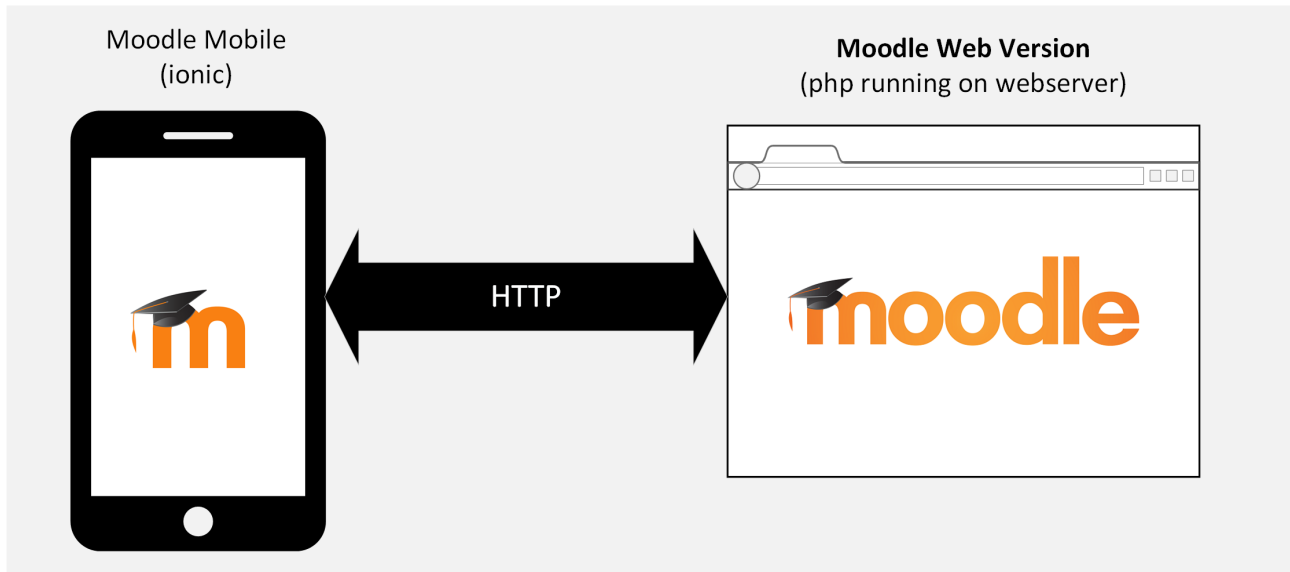 Moodle Mobile
(ionic)
Moodle Web Version
(php running on webserver)
HTTP
m
moodle